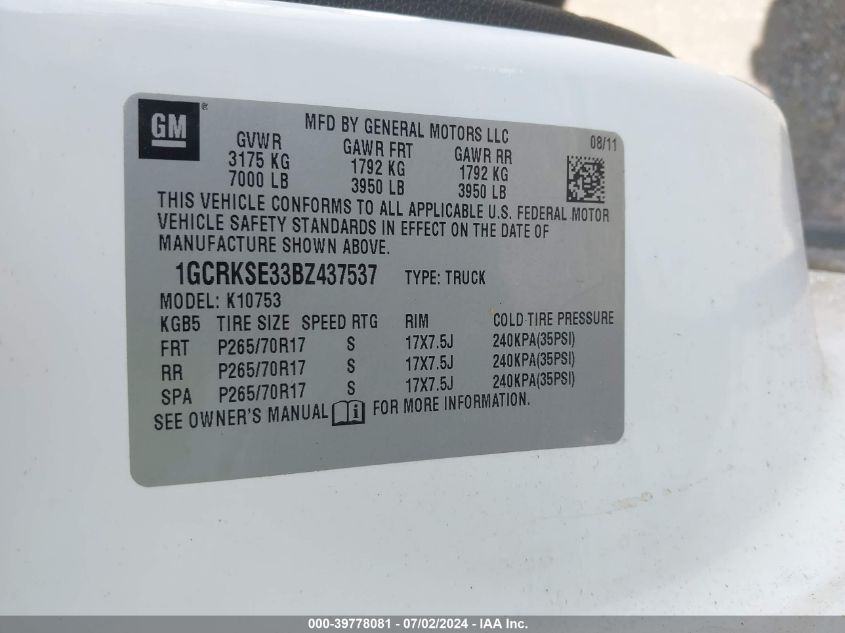 GM ®
MFD BY GENERAL MOTORS LLC 08/11
GVWR GAWR FRT GAWR RR
3175 KG 1792 KG 1792 KG
7000 LB 3950 LB 3950 LB
THIS VEHICLE CONFORMS TO ALL APPLICABLE U.S. FEDERAL MOTOR
VEHICLE SAFETY STANDARDS IN EFFECT ON THE DATE OF
MANUFACTURE SHOWN ABOVE.
1GCRKSE33BZ437537 TYPE: TRUCK
MODEL: K10753
KGB5 TIRE SIZE SPEED RTG RIM COLD TIRE PRESSURE
FRT P265/70R17 S 17X7.5J 240KPA(35PSI)
RR P265/70R17 S 17X7.5J 240KPA(35PSI)
SPA P265/70R17 S 17X7.5J 240KPA(35PSI)
SEE OWNER'S MANUAL i FOR MORE INFORMATION.
000-39778081 - 07/02/2024 - IAA Inc.